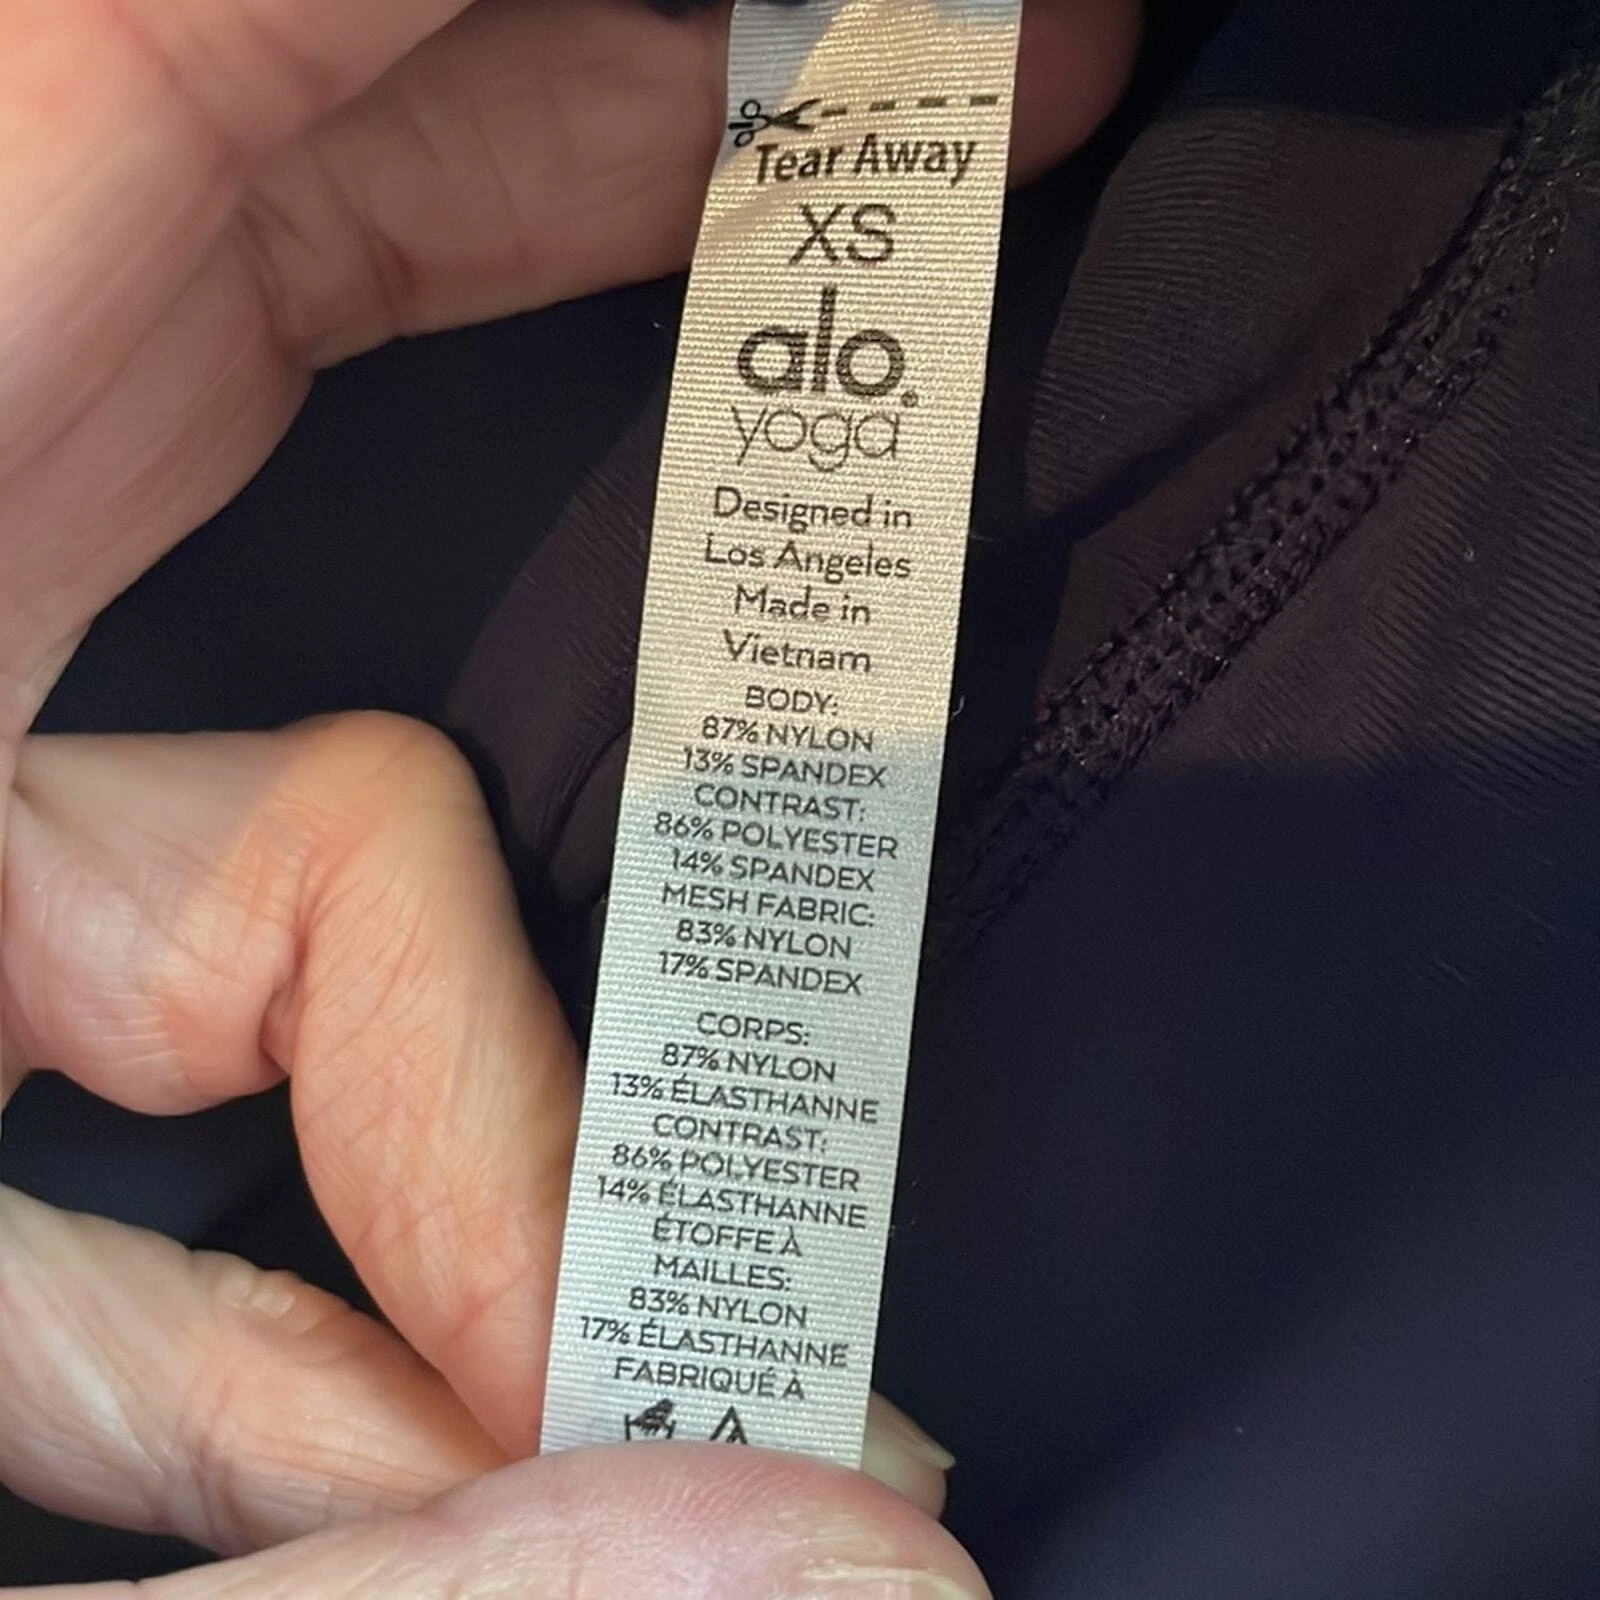 Tear Away
XS
alo®
yoga
Designed in
Los Angeles
Made in
Vietnam
BODY:
87% NYLON
13% SPANDEX
CONTRAST:
86% POLYESTER
14% SPANDEX
MESH FABRIC:
83% NYLON
17% SPANDEX
CORPS:
87% NYLON
13% ÉLASTHANNE
CONTRAST:
86% POLYESTER
14% ÉLASTHANNE
ÉTOFFE À
MAILLES:
83% NYLON
17% ÉLASTHANNE
FABRIQUÉ À